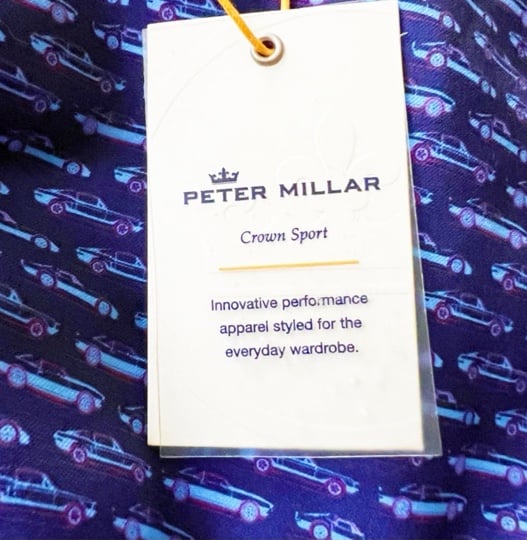 PETER MILLAR
Crown Sport
Innovative performance
apparel styled for the
everyday wardrobe.